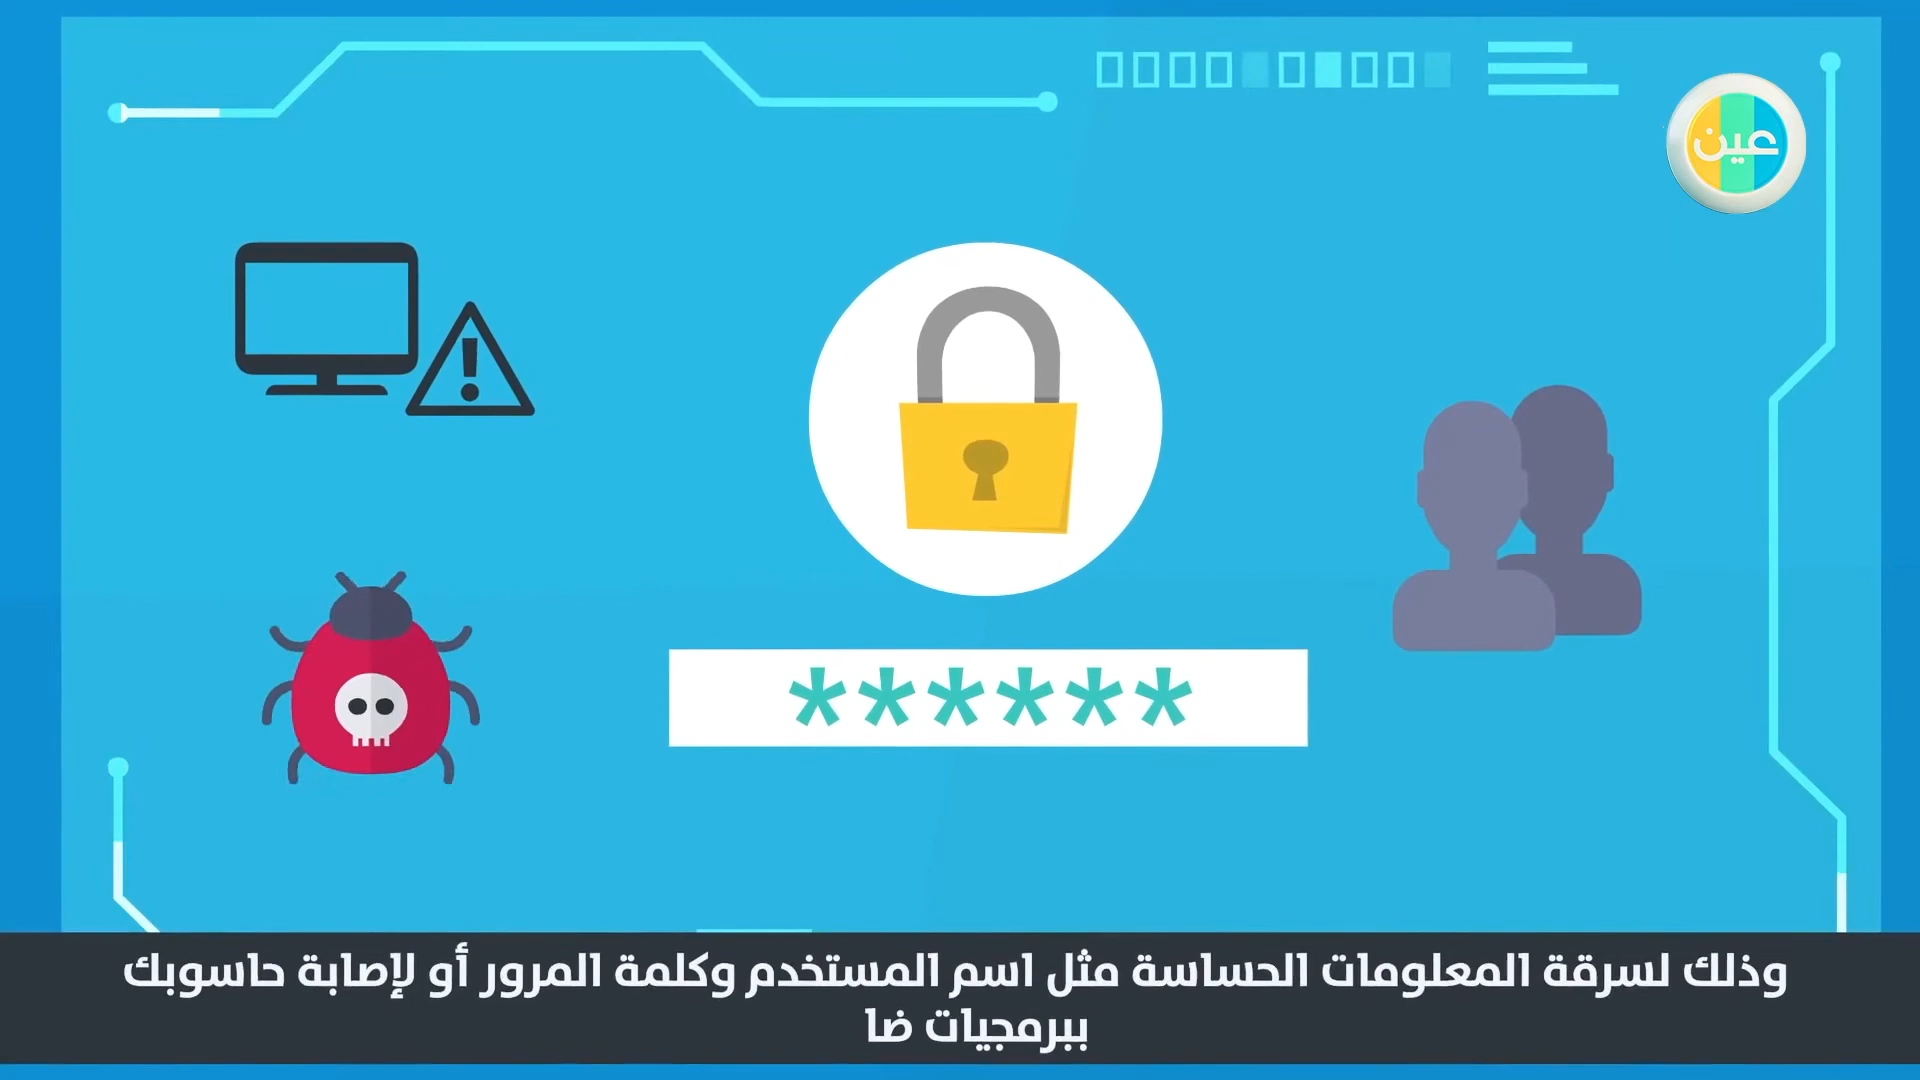 عين
******
وذلك لسرقة المعلومات الحساسة مثل اسم المستخدم وكلمة المرور أو لإصابة حاسوبك
ببرمجيات ضا